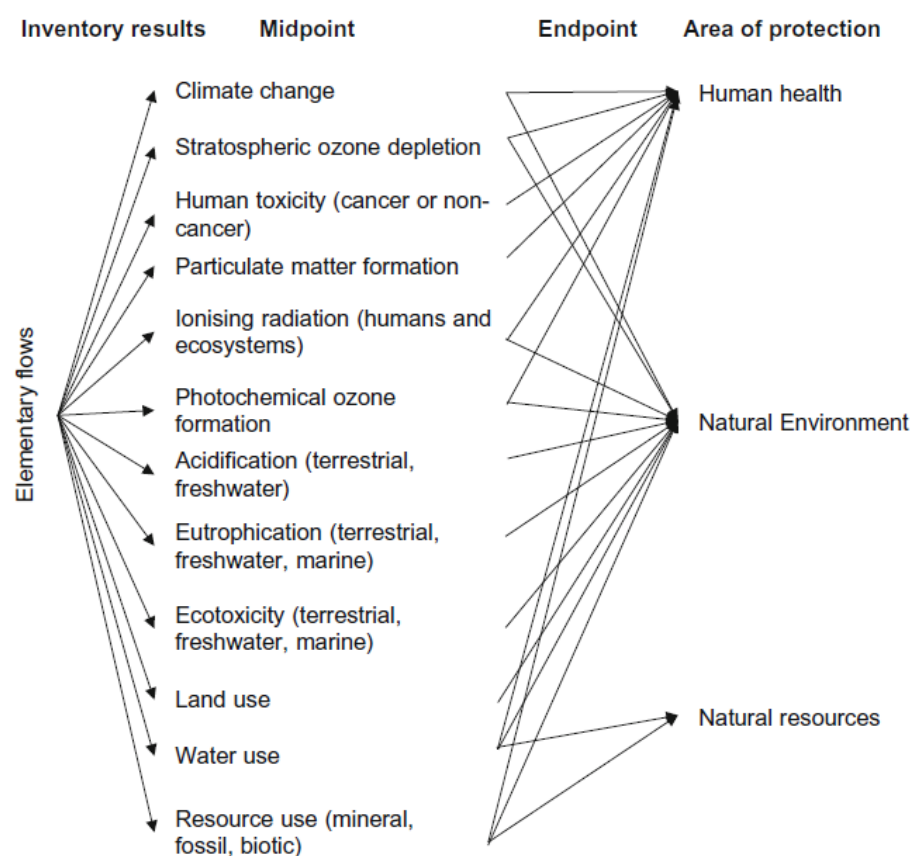 Inventory results Midpoint Endpoint Area of protection
Elementary flows
Climate change
Stratospheric ozone depletion
Human toxicity (cancer or non-
cancer)
Particulate matter formation
Ionising radiation (humans and
ecosystems)
Photochemical ozone
formation
Acidification (terrestrial,
freshwater)
Eutrophication (terrestrial,
freshwater, marine)
Ecotoxicity (terrestrial,
freshwater, marine)
Land use
Water use
Resource use (mineral,
fossil, biotic)
Human health
Natural Environment
Natural resources